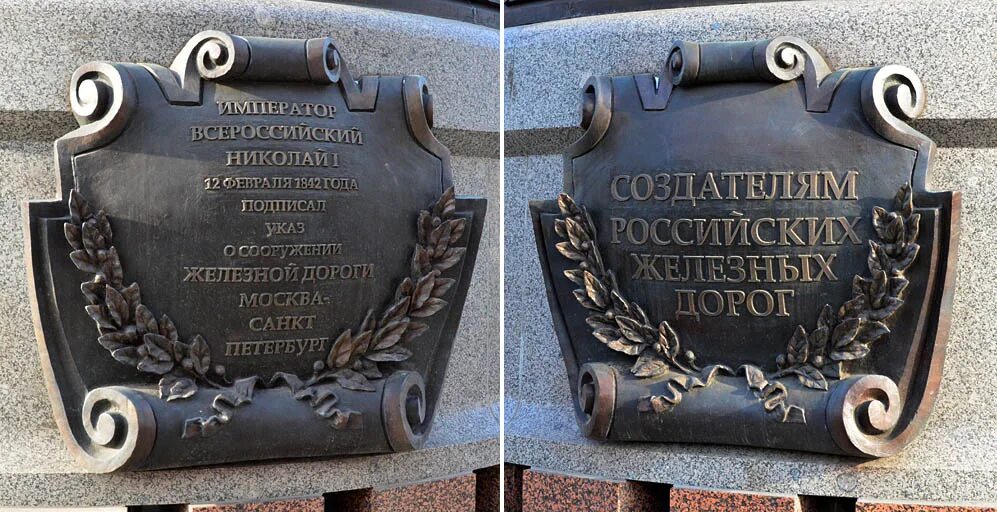 ИМПЕРАТОР
ВСЕРОССИЙСКИЙ
НИКОЛАЙ I
12 ФЕВРАЛЯ 1842 ГОДА
ПОДПИСАЛ
УКАЗ
О СООРУЖЕНИИ
ЖЕЛЕЗНОЙ ДОРОГИ
МОСКВА-
САНКТ
ПЕТЕРБУРГ
СОЗДАТЕЛЯМ
РОССИЙСКИХ
ЖЕЛЕЗНЫХ
ДОРОГ